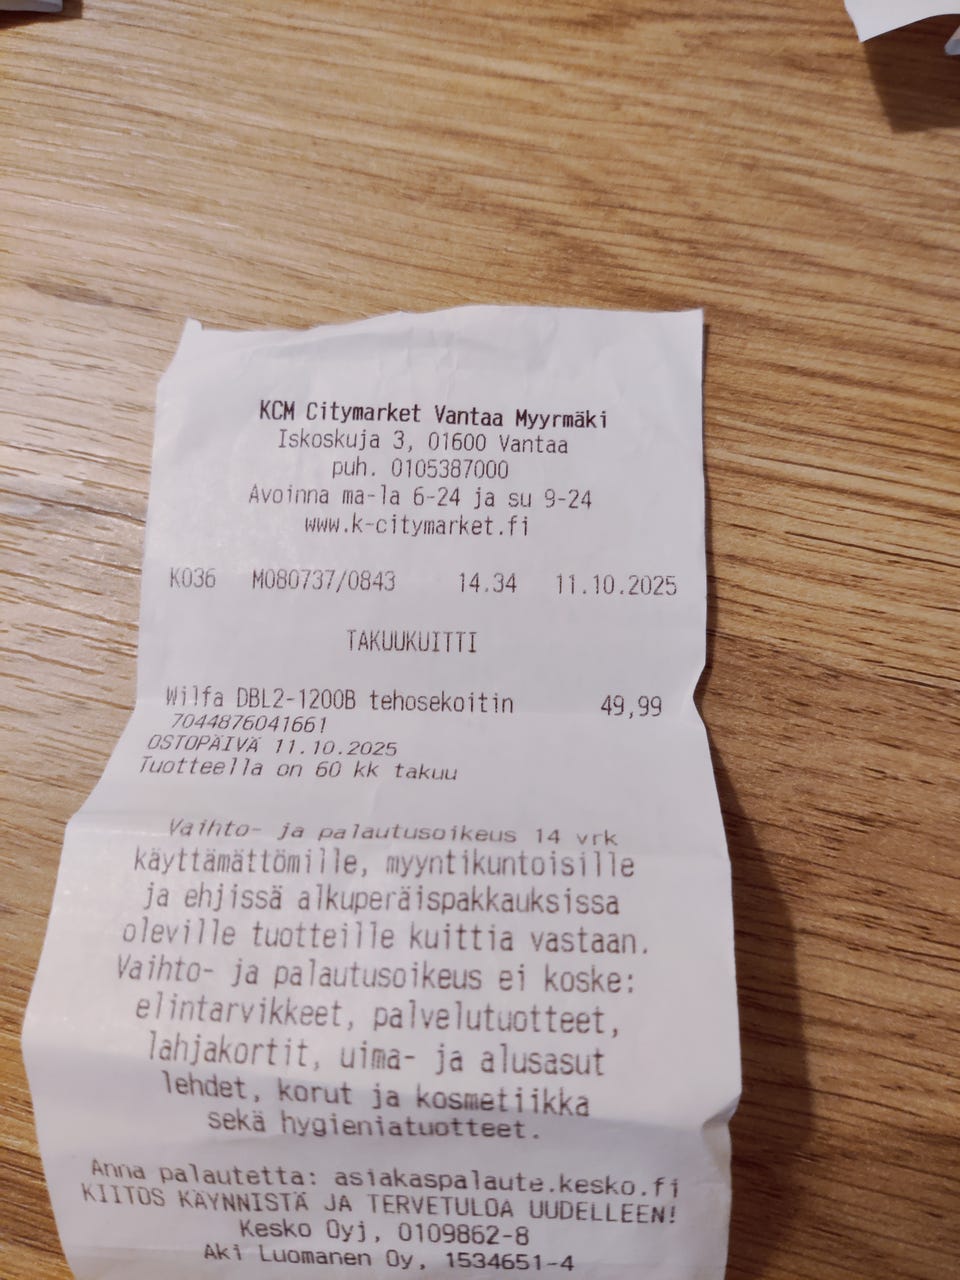 KCM Citymarket Vantaa Myyrmäki
Iskoskuja 3, 01600 Vantaa
puh. 0105387000
Avoinna ma-la 6-24 ja su 9-24
www.k-citymarket.fi
K036 M080737/0843 14.34 11.10.2025
TAKUUKUITTI
Wilfa DBL2-1200B tehosekoitin 49,99
7044876041661
OSTOPÄIVÄ 11.10.2025
Tuotteella on 60 kk takuu
Vaihto- ja palautusoikeus 14 vrk
käyttämättömille, myyntikuntoisille
ja ehjissä alkuperäispakkauksissa
oleville tuotteille kuittia vastaan.
Vaihto- ja palautusoikeus ei koske:
elintarvikkeet, palvelutuotteet,
lahjakortit, uima- ja alusasut
lehdet, korut ja kosmetiikka
sekä hygieniatuotteet.
Anna palautetta: asiakaspalaute.kesko.fi
KIITOS KÄYNNISTÄ JA TERVETULOA UUDELLEEN!
Kesko Oyj, 0109862-8
Aki Luomanen Oy, 1534651-4